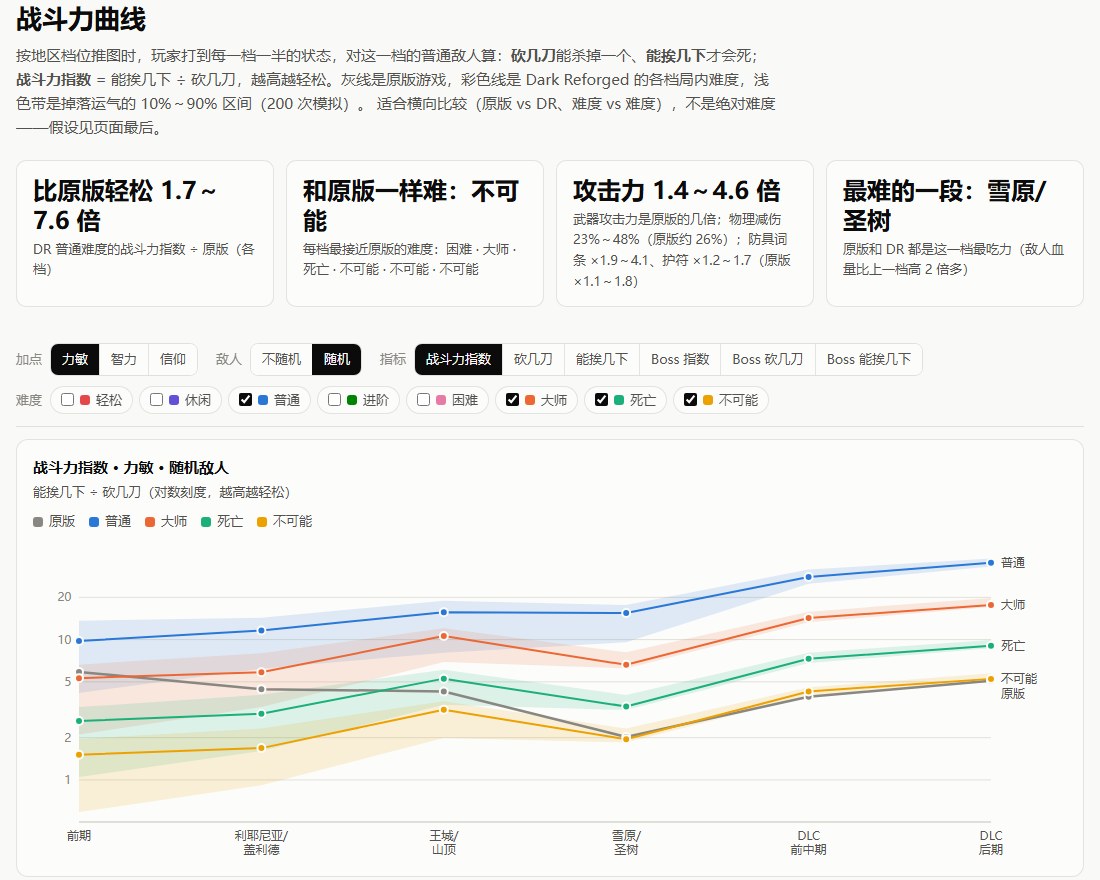 战斗力曲线
按地区档位推图时，玩家打到每一档一半的状态，对这一档的普通敌人算：砍几刀能杀掉一个、能挨几下才会死；
战斗力指数 = 能挨几下 ÷ 砍几刀，越高越轻松。灰线是原版游戏，彩色线是 Dark Reforged 的各档局内难度，浅
色带是掉落运气的 10%～90% 区间（200 次模拟）。 适合横向比较（原版 vs DR、难度 vs 难度），不是绝对难度
——假设见页面最后。
比原版轻松 1.7～
7.6 倍
DR 普通难度的战斗力指数 ÷ 原版（各
档）
和原版一样难：不可
能
每档最接近原版的难度：困难 · 大师 ·
死亡 · 不可能 · 不可能 · 不可能
攻击力 1.4～4.6 倍
武器攻击力是原版的几倍；物理减伤
23%～48%（原版约 26%）；防具词
条 ×1.9～4.1、护符 ×1.2～1.7（原版
×1.1～1.8）
最难的一段：雪原/
圣树
原版和 DR 都是这一档最吃力（敌人血
量比上一档高 2 倍多）
加点 力敏 智力 信仰 敌人 不随机 随机 指标 战斗力指数 砍几刀 能挨几下 Boss 指数 Boss 砍几刀 Boss 能挨几下
难度 轻松 休闲 普通 进阶 困难 大师 死亡 不可能
战斗力指数 · 力敏 · 随机敌人
能挨几下 ÷ 砍几刀（对数刻度，越高越轻松）
原版 普通 大师 死亡 不可能
普通
20
大师
10
死亡
5
不可能
原版
2
1
前期
利耶尼亚/
盖利德
王城/
山顶
雪原/
圣树
DLC
前中期
DLC
后期